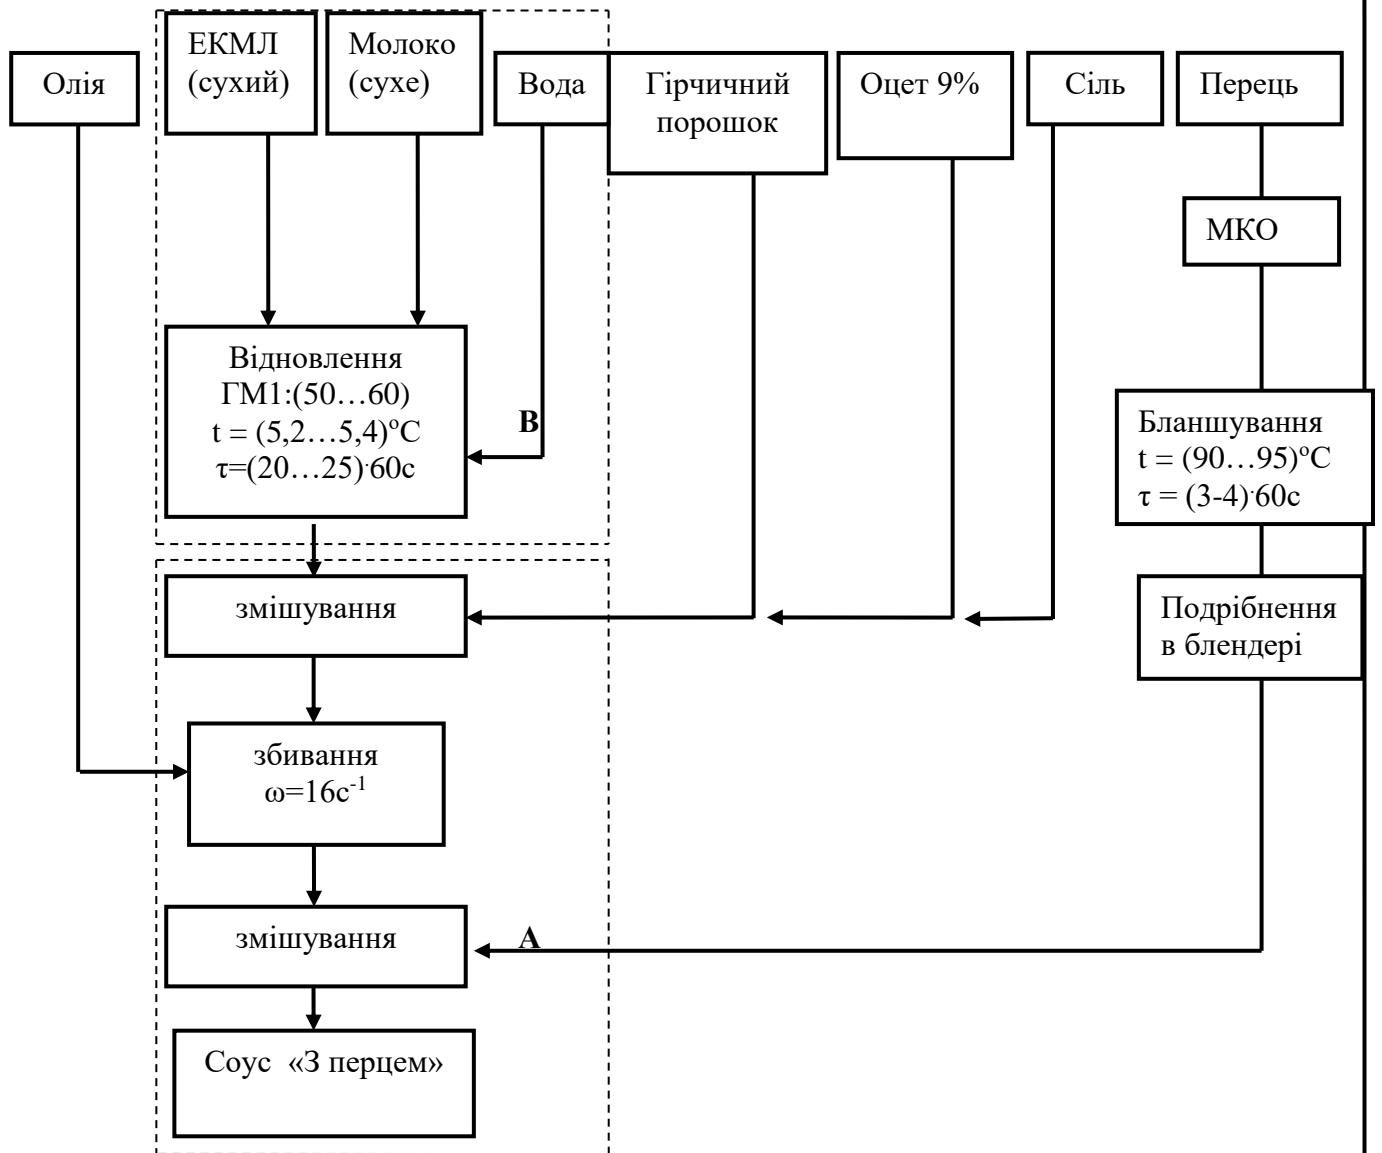 Олія
ЕКМЛ
(сухий)
Молоко
(сухе)
Вода
Гірчичний
порошок
Оцет 9%
Сіль
Перець
МКО
Відновлення
ГМ1:(50…60)
t = (5,2…5,4)°С
τ=(20…25)·60с
В
Бланшування
t = (90…95)°С
τ = (3-4)·60с
змішування
Подрібнення
в блендері
збивання
ω=16с⁻¹
змішування
А
Соус «З перцем»